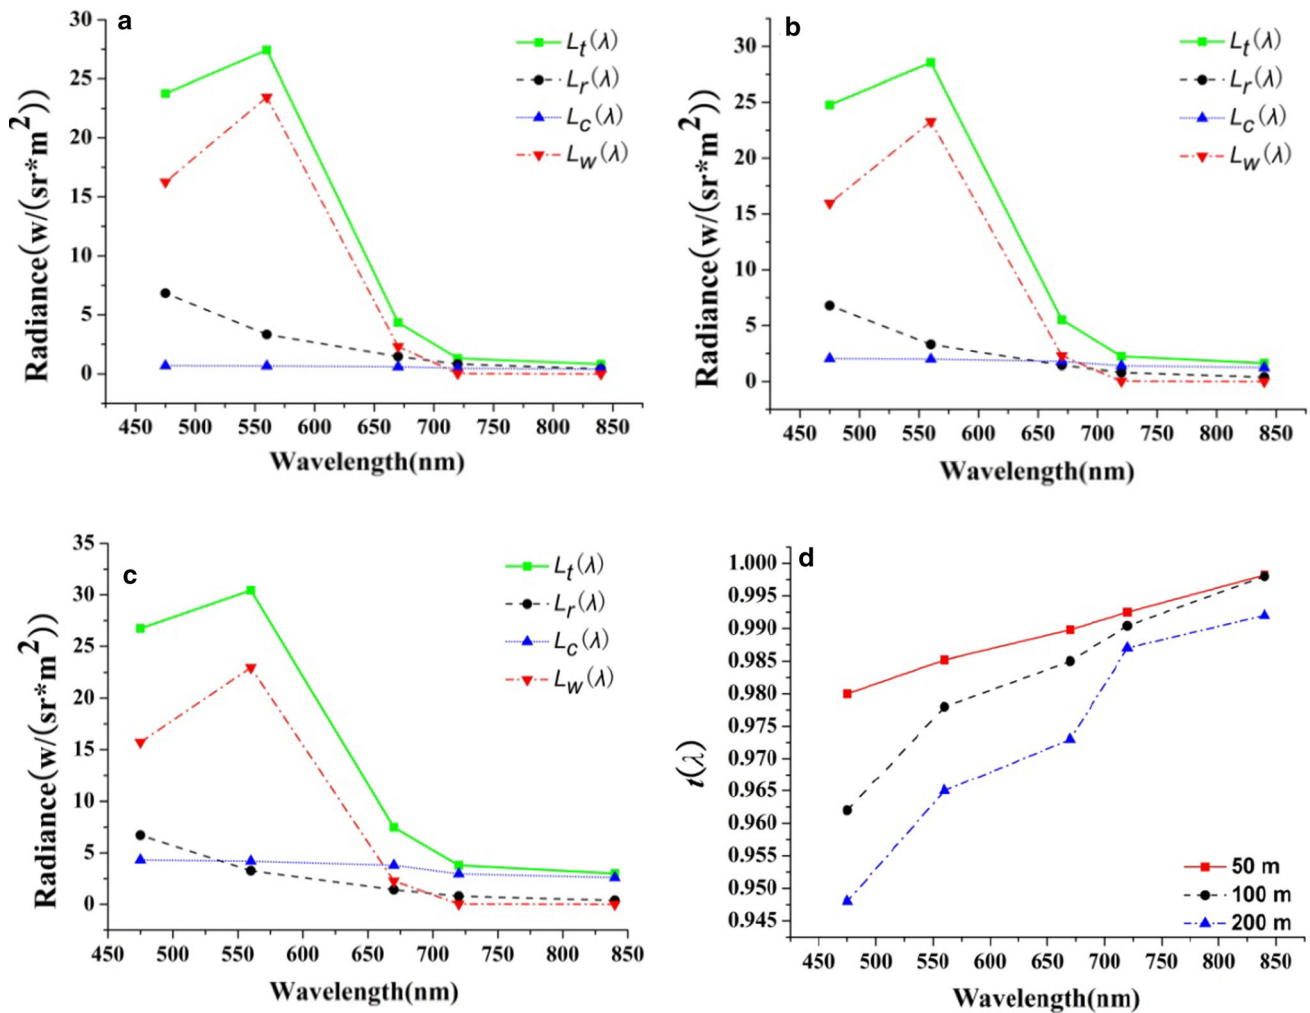 a
30
25
20
15
10
5
0
450 500 550 600 650 700 750 800 850
Wavelength(nm)
Radiance(w/(sr*m²))
Lt(λ)
Lr(λ)
Lc(λ)
Lw(λ)
b
30
25
20
15
10
5
0
450 500 550 600 650 700 750 800 850
Wavelength(nm)
Radiance(w/(sr*m²))
Lt(λ)
Lr(λ)
Lc(λ)
Lw(λ)
c
35
30
25
20
15
10
5
0
450 500 550 600 650 700 750 800 850
Wavelength(nm)
Radiance(w/(sr*m²))
Lt(λ)
Lr(λ)
Lc(λ)
Lw(λ)
d
1.000
0.995
0.990
0.985
0.980
0.975
0.970
0.965
0.960
0.955
0.950
0.945
450 500 550 600 650 700 750 800 850
Wavelength(nm)
t(λ)
50 m
100 m
200 m